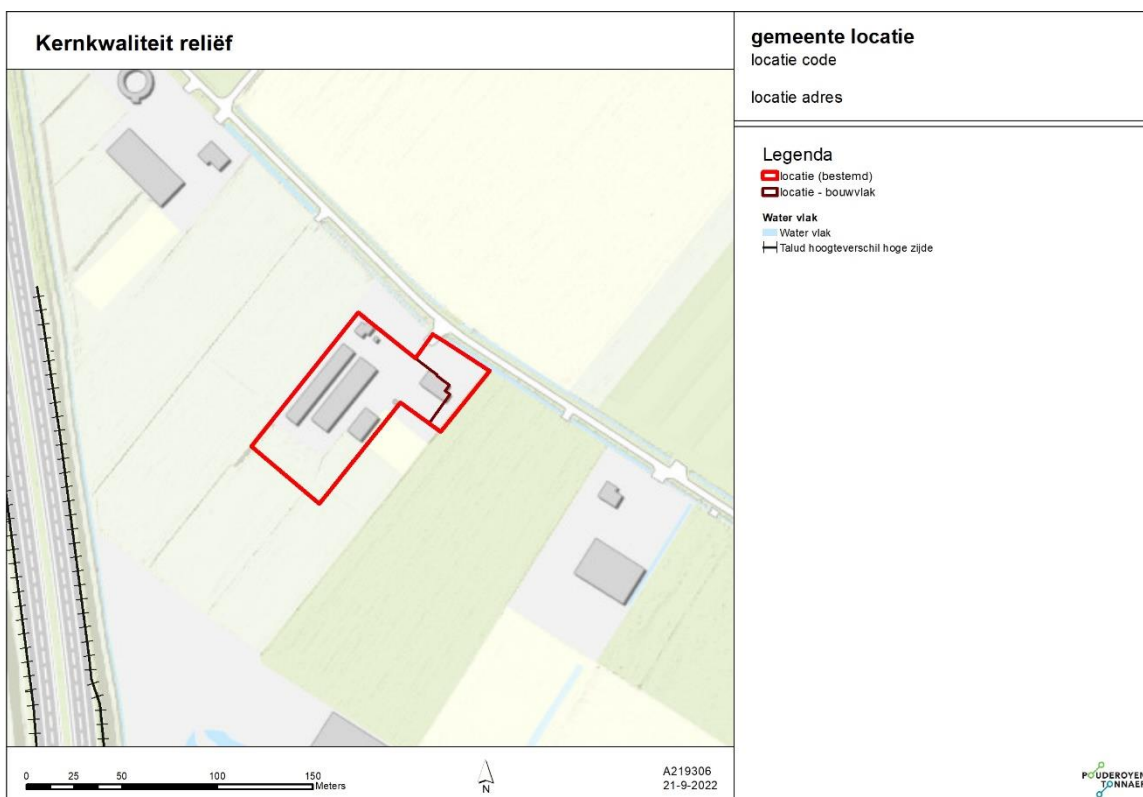 Kernkwaliteit reliëf
gemeente locatie
locatie code
locatie adres
Legenda
locatie (bestemd)
locatie - bouwvlak
Water vlak
Water vlak
Talud hoogteverschil hoge zijde
0 25 50 100 150
Meters
N
A219306
21-9-2022
POUDEROYEN
TONNAER